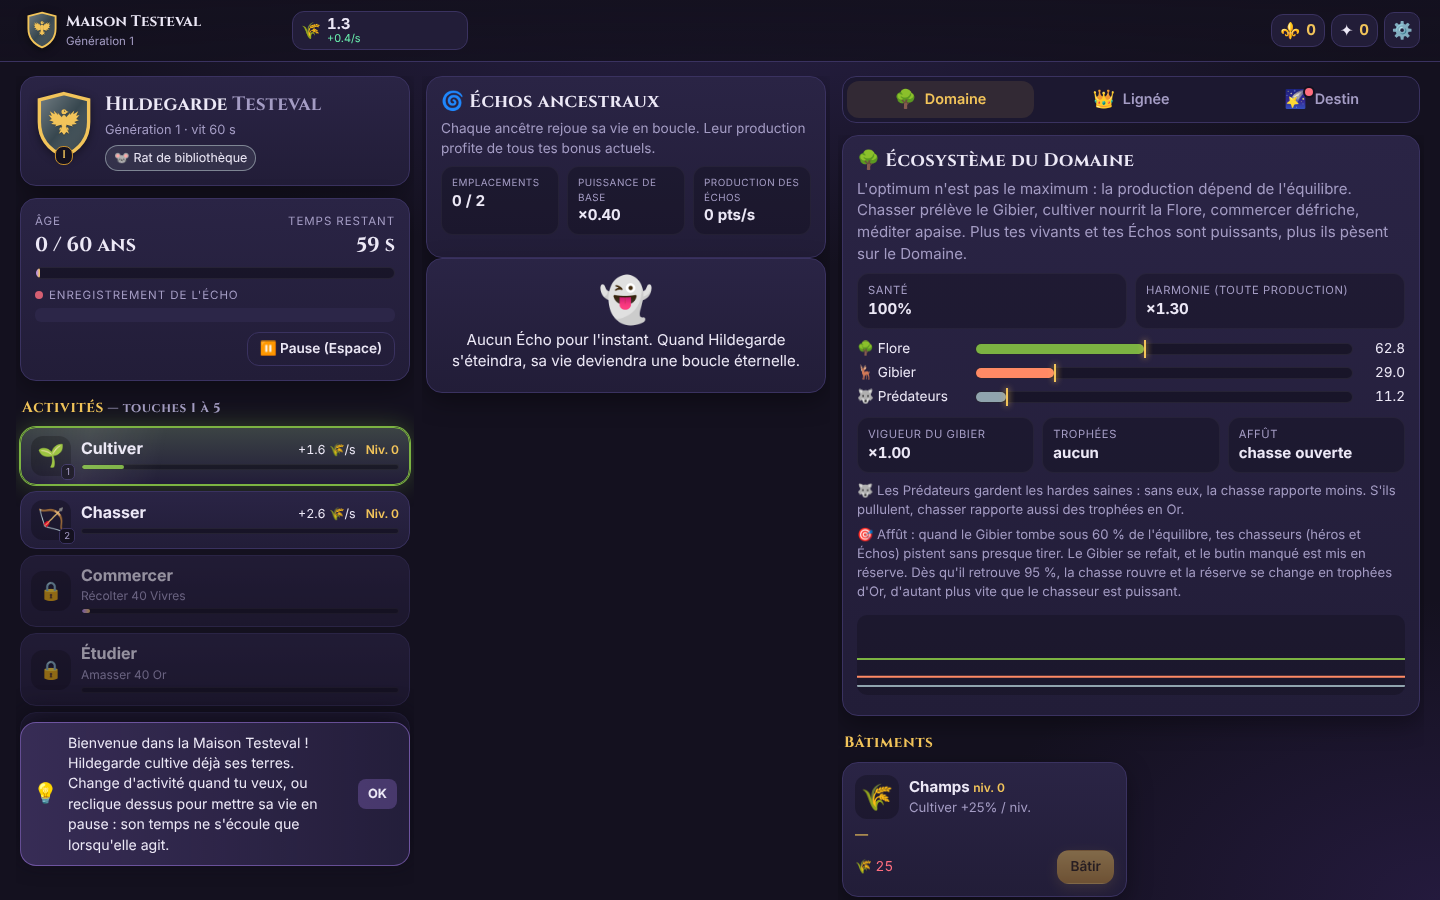 Maison Testeval
Génération 1
1.3
+0.4/s
0
0
Hildegarde Testeval
Génération 1 · vit 60 s
I
Rat de bibliothèque
ÂGE
TEMPS RESTANT
0 / 60 ans
59 s
ENREGISTREMENT DE L'ÉCHO
Pause (Espace)
Activités — touches 1 à 5
Cultiver
+1.6 /s Niv. 0
1
Chasser
+2.6 /s Niv. 0
2
Commercer
Récolter 40 Vivres
Étudier
Amasser 40 Or
Bienvenue dans la Maison Testeval !
Hildegarde cultive déjà ses terres.
Change d'activité quand tu veux, ou
reclique dessus pour mettre sa vie en
pause : son temps ne s'écoule que
lorsqu'elle agit.
OK
Échos ancestraux
Chaque ancêtre rejoue sa vie en boucle. Leur production
profite de tous tes bonus actuels.
EMPLACEMENTS
0 / 2
PUISSANCE DE
BASE
×0.40
PRODUCTION DES
ÉCHOS
0 pts/s
Aucun Écho pour l'instant. Quand Hildegarde
s'éteindra, sa vie deviendra une boucle éternelle.
Domaine
Lignée
Destin
Écosystème du Domaine
L'optimum n'est pas le maximum : la production dépend de l'équilibre.
Chasser prélève le Gibier, cultiver nourrit la Flore, commercer défriche,
méditer apaise. Plus tes vivants et tes Échos sont puissants, plus ils pèsent
sur le Domaine.
SANTÉ
100%
HARMONIE (TOUTE PRODUCTION)
×1.30
Flore
62.8
Gibier
29.0
Prédateurs
11.2
VIGUEUR DU GIBIER
×1.00
TROPHÉES
aucun
AFFÛT
chasse ouverte
Les Prédateurs gardent les hardes saines : sans eux, la chasse rapporte moins. S'ils
pullulent, chasser rapporte aussi des trophées en Or.
Affût : quand le Gibier tombe sous 60 % de l'équilibre, tes chasseurs (héros et
Échos) pistent sans presque tirer. Le Gibier se refait, et le butin manqué est mis en
réserve. Dès qu'il retrouve 95 %, la chasse rouvre et la réserve se change en trophées
d'Or, d'autant plus vite que le chasseur est puissant.
Bâtiments
Champs niv. 0
Cultiver +25% / niv.
—
25
Bâtir